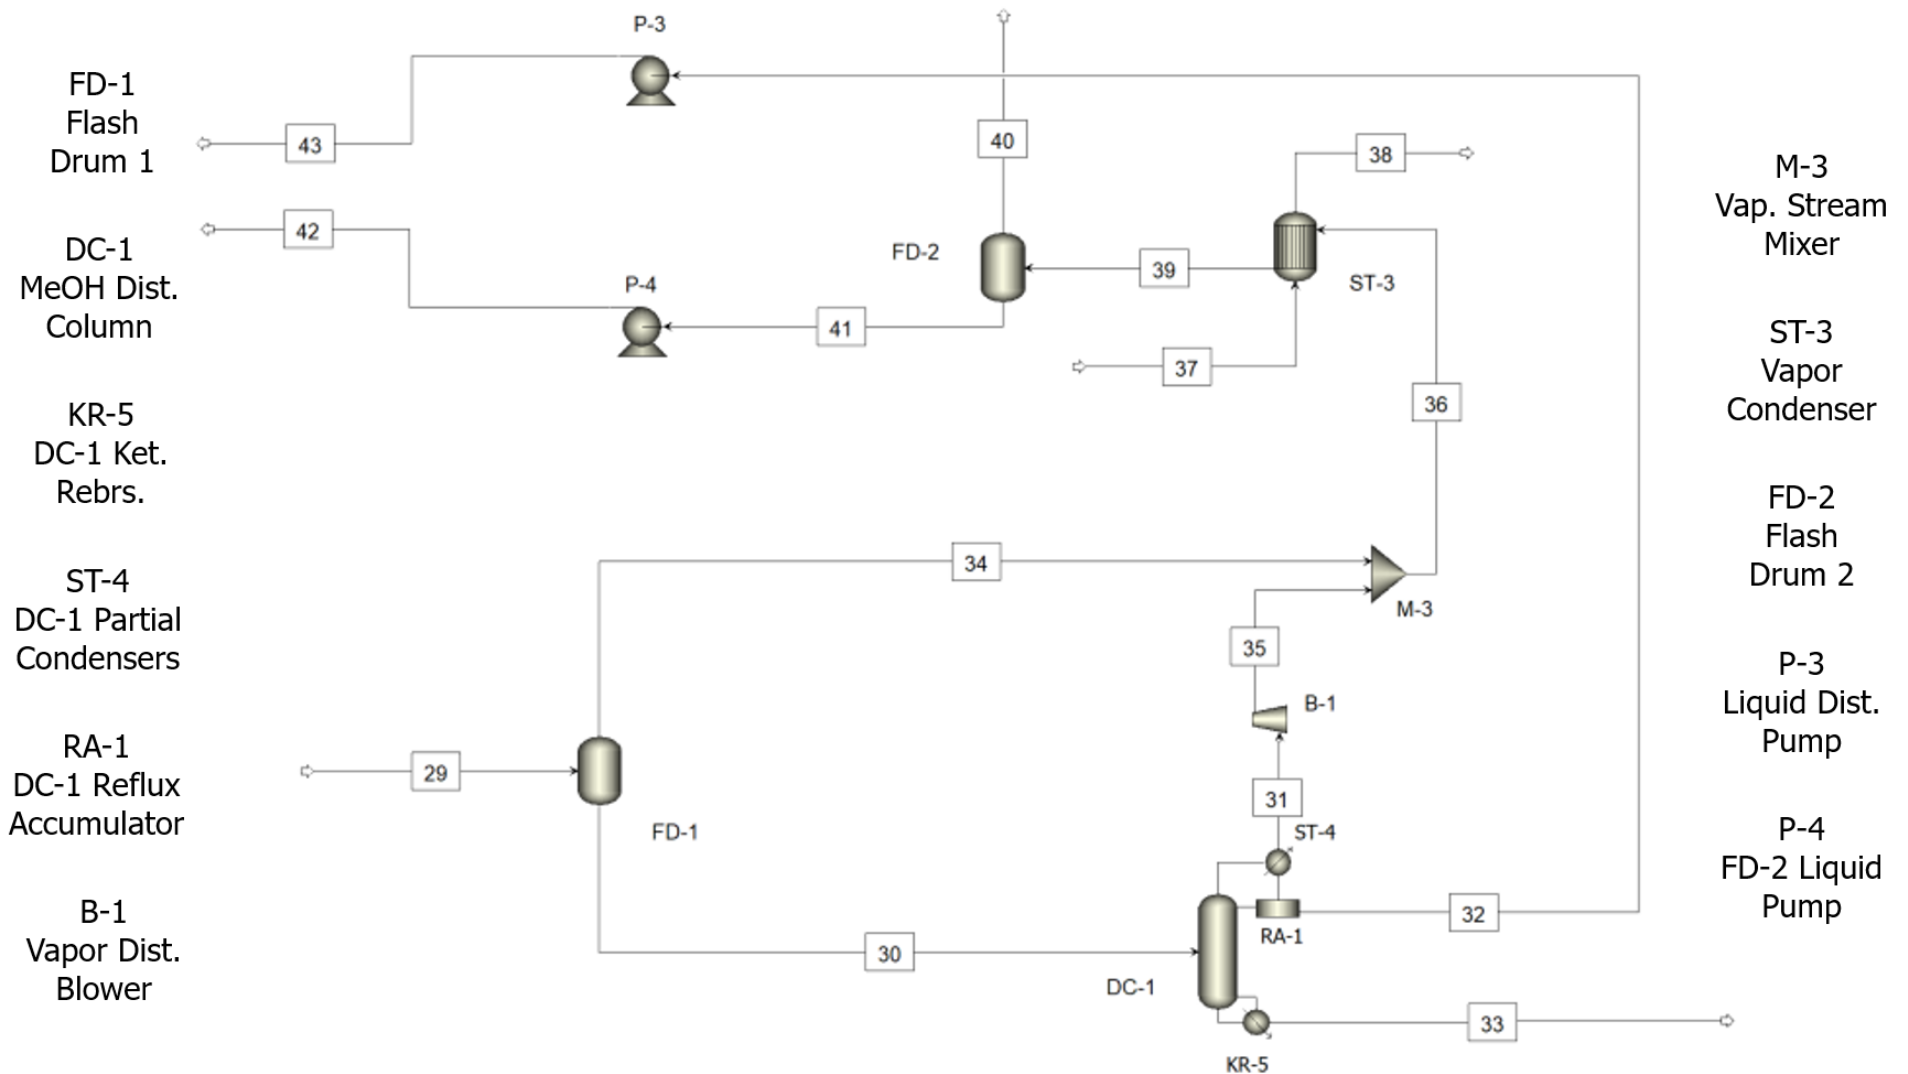 FD-1
Flash
Drum 1
DC-1
MeOH Dist.
Column
KR-5
DC-1 Ket.
Rebrs.
ST-4
DC-1 Partial
Condensers
RA-1
DC-1 Reflux
Accumulator
B-1
Vapor Dist.
Blower
P-3
43
42
P-4
40
FD-2
41
39
38
ST-3
37
36
34
M-3
35
B-1
31
ST-4
29
FD-1
30
RA-1
32
DC-1
33
KR-5
M-3
Vap. Stream
Mixer
ST-3
Vapor
Condenser
FD-2
Flash
Drum 2
P-3
Liquid Dist.
Pump
P-4
FD-2 Liquid
Pump